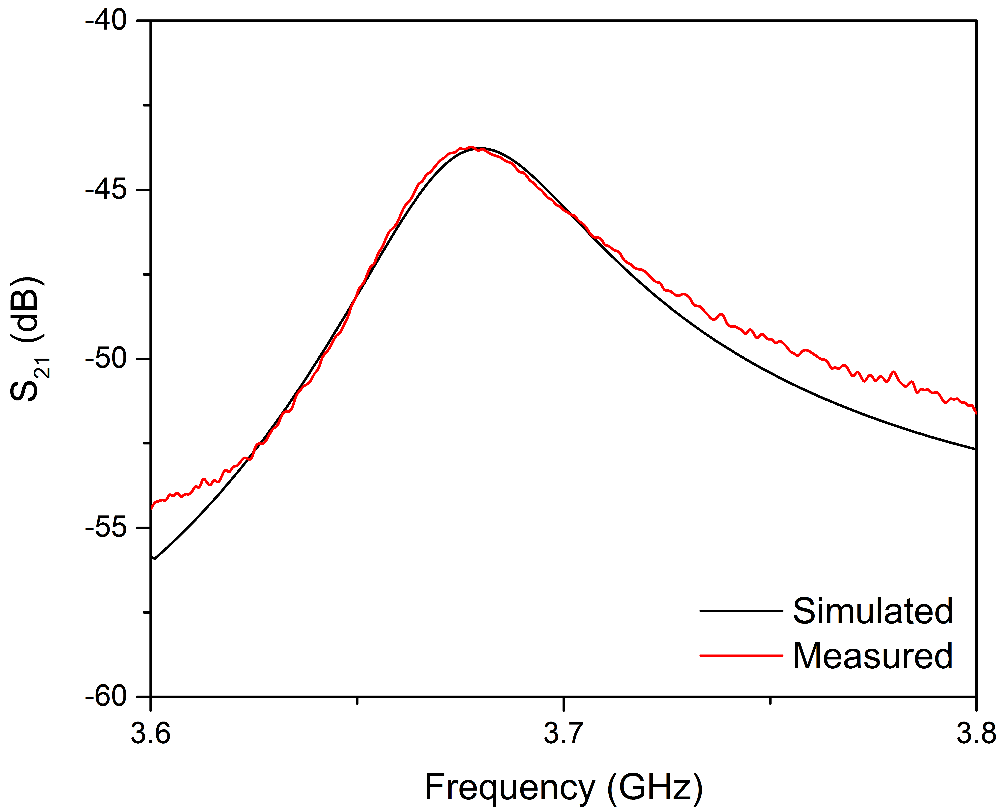 -40
-45
-50
-55
-60
S21 (dB)
Simulated
Measured
3.6
3.7
3.8
Frequency (GHz)